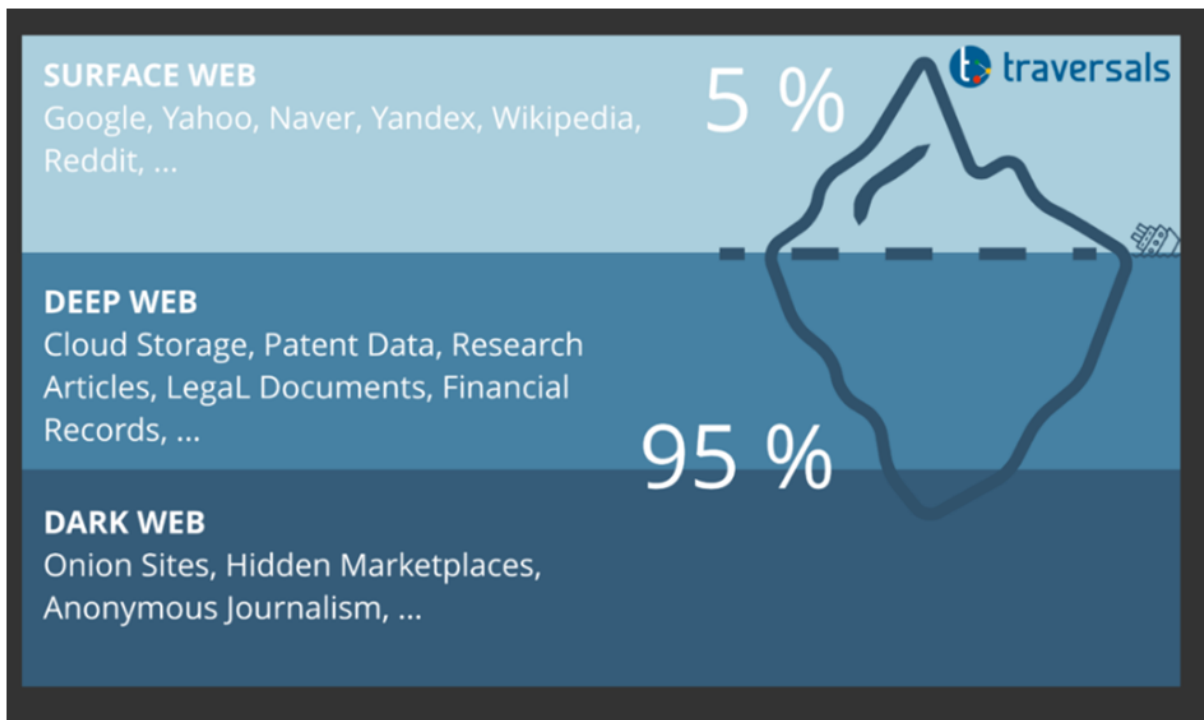 SURFACE WEB
Google, Yahoo, Naver, Yandex, Wikipedia,
Reddit, ...
5 %
traversals
DEEP WEB
Cloud Storage, Patent Data, Research
Articles, LegaL Documents, Financial
Records, ...
95 %
DARK WEB
Onion Sites, Hidden Marketplaces,
Anonymous Journalism, ...